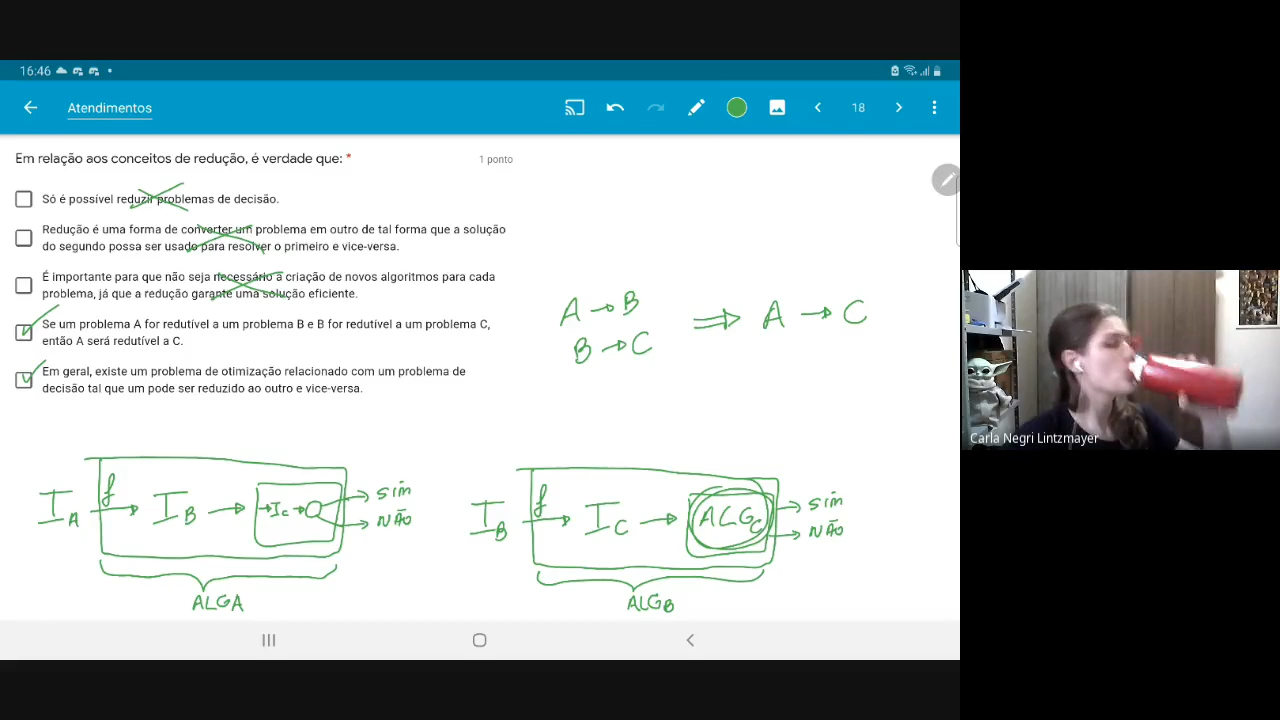 16:46
Atendimentos
18
Em relação aos conceitos de redução, é verdade que: *
1 ponto
Só é possível reduzir problemas de decisão.
Redução é uma forma de converter um problema em outro de tal forma que a solução
do segundo possa ser usado para resolver o primeiro e vice-versa.
É importante para que não seja necessário a criação de novos algoritmos para cada
problema, já que a redução garante uma solução eficiente.
Se um problema A for redutível a um problema B e B for redutível a um problema C,
então A será redutível a C.
Em geral, existe um problema de otimização relacionado com um problema de
decisão tal que um pode ser reduzido ao outro e vice-versa.
A → B ⇒ A → C
B → C
I_A f → I_B → → I_C → SIM
NÃO
ALGA
I_B f → I_C → ALG_C → SIM
NÃO
ALG_B
Carla Negri Lintzmayer